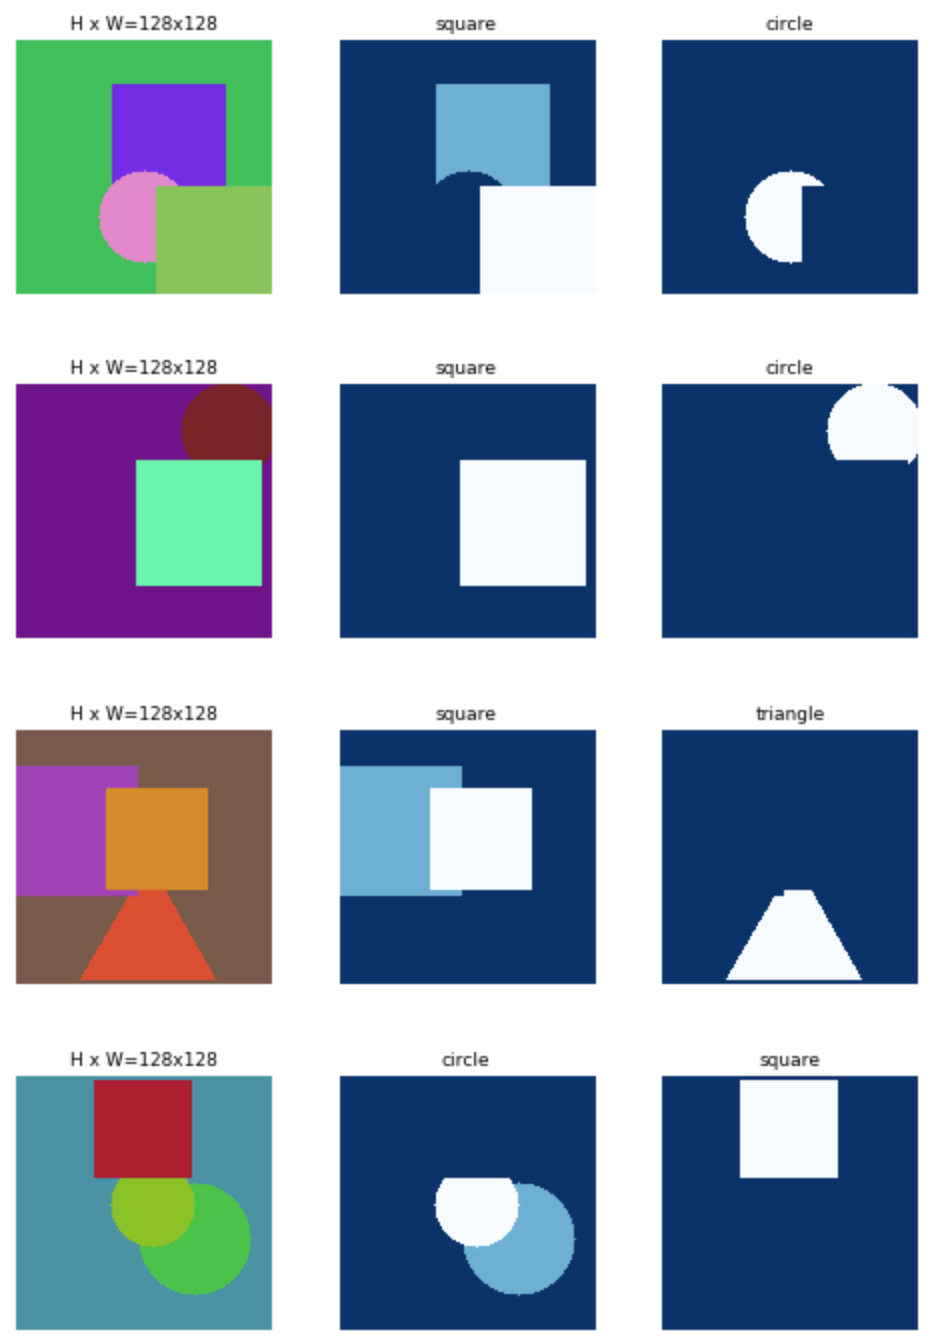 H x W=128x128 square circle
H x W=128x128 square circle
H x W=128x128 square triangle
H x W=128x128 circle square